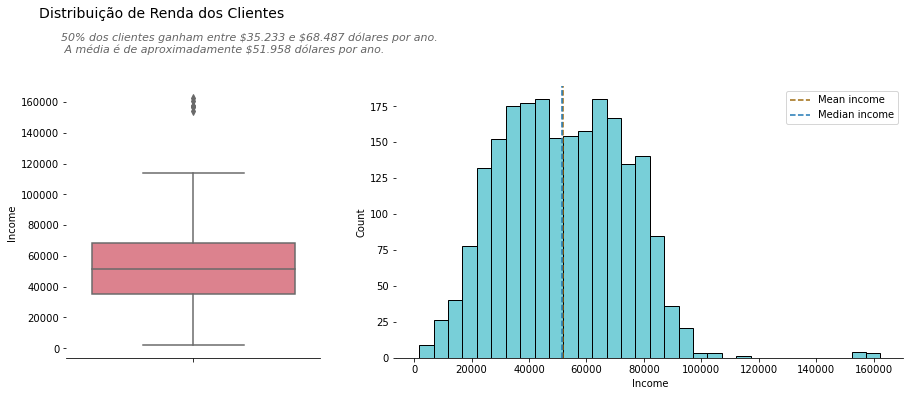 Distribuição de Renda dos Clientes
50% dos clientes ganham entre $35.233 e $68.487 dólares por ano.
A média é de aproximadamente $51.958 dólares por ano.
160000
140000
120000
100000
80000
60000
40000
20000
0
Income
175
150
125
100
75
50
25
0
Count
Mean income
Median income
0 20000 40000 60000 80000 100000 120000 140000 160000
Income